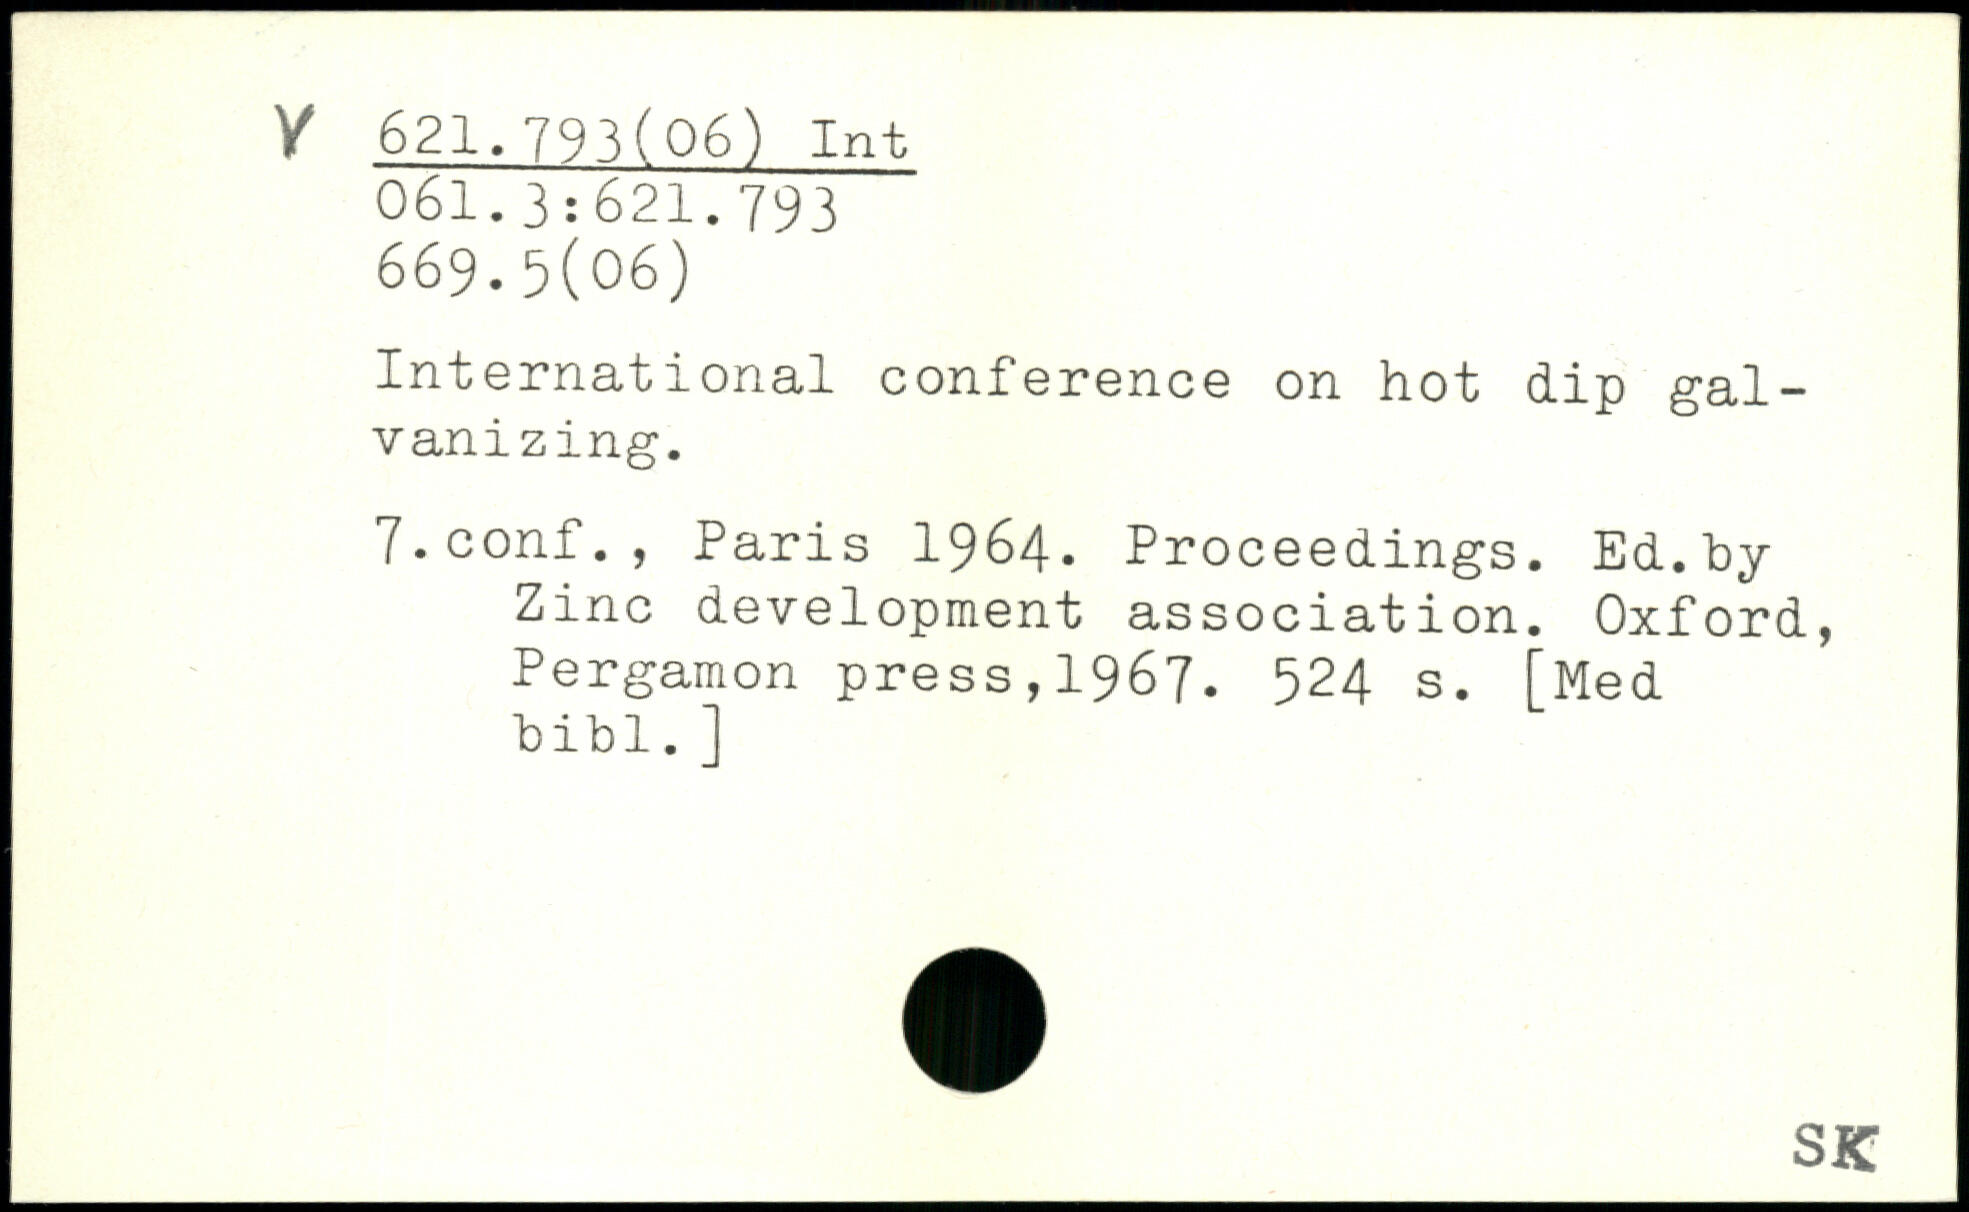 V 621.793(06) Int
061.3:621.793
669.5(06)
International conference on hot dip gal-
vanizing.
7.conf., Paris 1964. Proceedings. Ed.by
Zinc development association. Oxford,
Pergamon press,1967. 524 s. [Med
bibl.]
SK